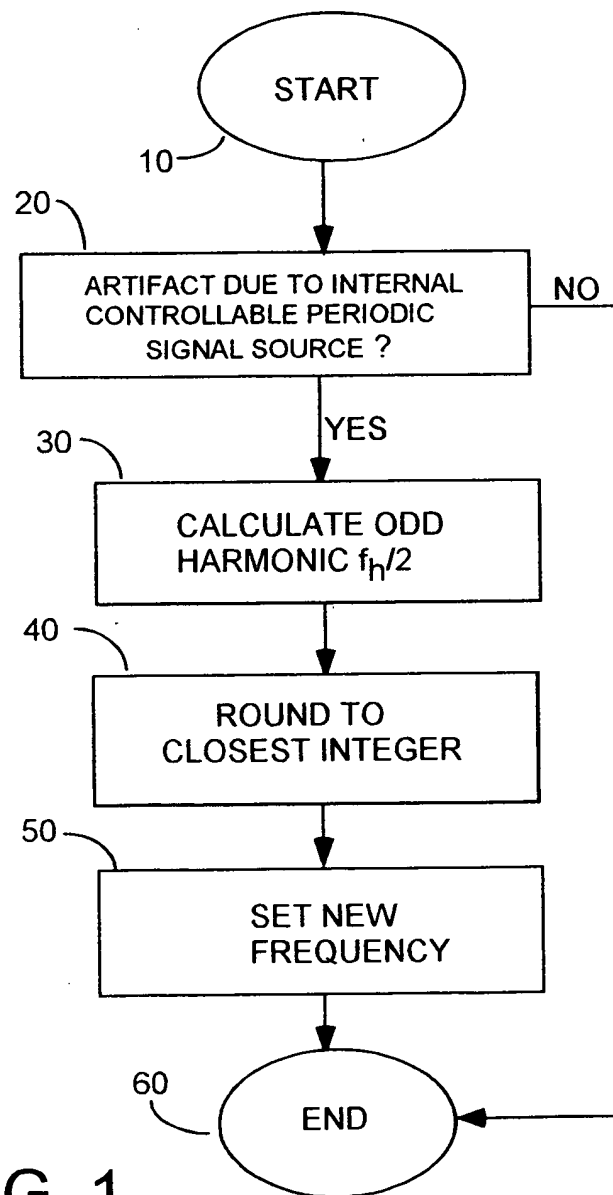 START
10
20
ARTIFACT DUE TO INTERNAL
CONTROLLABLE PERIODIC
SIGNAL SOURCE ?
NO
YES
30
CALCULATE ODD
HARMONIC fh/2
40
ROUND TO
CLOSEST INTEGER
50
SET NEW
FREQUENCY
60
END
G. 1